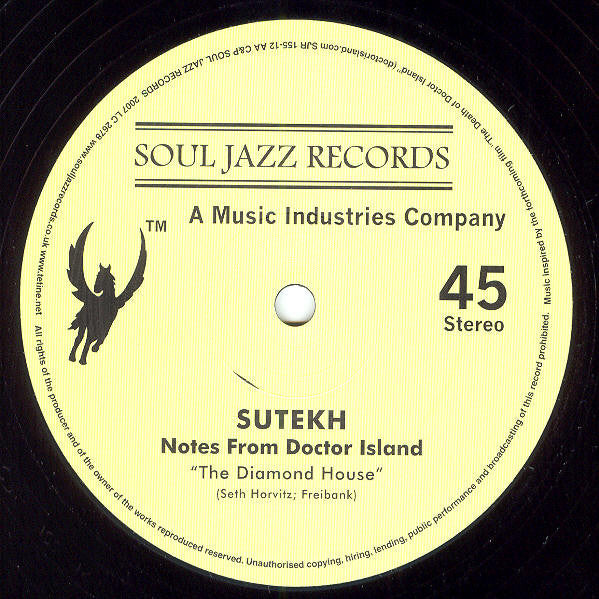 SOUL JAZZ RECORDS
TM
A Music Industries Company
45
Stereo
SUTEKH
Notes From Doctor Island
"The Diamond House"
(Seth Horvitz; Freibank)
All rights of the producer and of the owner of the works reproduced reserved. Unauthorised copying, hiring, lending, public performance and broadcasting of this record prohibited. Music inspired by the forthcoming film "The Death of Doctor Island" (doctorisland.com) SJR 155-12 AA C&P SOUL JAZZ RECORDS 2007 LC 2678 www.souljazzrecords.co.uk www.tetine.net